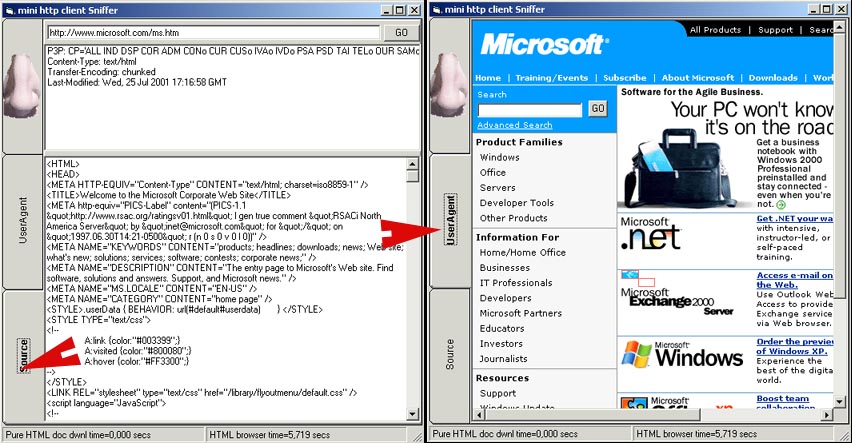 mini http client Sniffer
http://www.microsoft.com/ms.htm
GO
P3P: CP='ALL IND DSP COR ADM CONo CUR CUSo IVAo IVDo PSA PSD TAI TELo OUR SAMo
Content-Type: text/html
Transfer-Encoding: chunked
Last-Modified: Wed, 25 Jul 2001 17:16:58 GMT
UserAgent
Source
<HTML>
<HEAD>
<META HTTP-EQUIV="Content-Type" CONTENT="text/html; charset=iso8859-1" />
<TITLE>Welcome to the Microsoft Corporate Web Site</TITLE>
<META http-equiv="PICS-Label" content="(PICS-1.1
&quot;http://www.rsac.org/ratingsv01.html&quot; l gen true comment &quot;RSACi North
America Server&quot; by &quot;inet@microsoft.com&quot; for &quot;/&quot; on
&quot;1997.06.30T14:21-0500&quot; r (n 0 s 0 v 0 l 0))" />
<META NAME="KEYWORDS" CONTENT="products; headlines; downloads; news; Web site;
what's new; solutions; services; software; contests; corporate news;" />
<META NAME="DESCRIPTION" CONTENT="The entry page to Microsoft's Web site. Find
software, solutions and answers. Support, and Microsoft news." />
<META NAME="MS.LOCALE" CONTENT="EN-US" />
<META NAME="CATEGORY" CONTENT="home page" />
<STYLE>.userData { BEHAVIOR: url(#default#userdata) } </STYLE>
<STYLE TYPE="text/css">
<!--
A:link {color:"#003399";}
A:visited {color:"#800080";}
A:hover {color:"#FF3300";}
-->
</STYLE>
<LINK REL="stylesheet" type="text/css" href="/library/flyoutmenu/default.css" />
<script language="JavaScript">
<!--
Pure HTML doc dwnl time=0,000 secs
HTML browser time=5,719 secs
mini http client Sniffer
UserAgent
Source
All Products | Support | Searc
Microsoft
Home | Training/Events | Subscribe | About Microsoft | Downloads | Worl
Search
GO
Advanced Search
Product Families
Windows
Office
Servers
Developer Tools
Other Products
Information For
Home/Home Office
Businesses
IT Professionals
Developers
Microsoft Partners
Educators
Investors
Journalists
Resources
Support
Windows Update
Software for the Agile Business.
Your PC won't know
it's on the road
Get a business
notebook with
Windows 2000
Professional
preinstalled and
stay connected -
even when you're
not.
Microsoft
.net
Get .NET your wa
with intensive,
instructor-led, or
self-paced
training.
Microsoft
Exchange 2000
Server
Access e-mail on
the Web.
Use Outlook Web
Access to provide
Exchange service
via Web browser.
Microsoft
Windows
Order the preview
of Windows XP.
Experience the
best of the digital
world.
Microsoft
Boost team
collaboration
Pure HTML doc dwnl time=0,000 secs
HTML browser time=5,719 secs